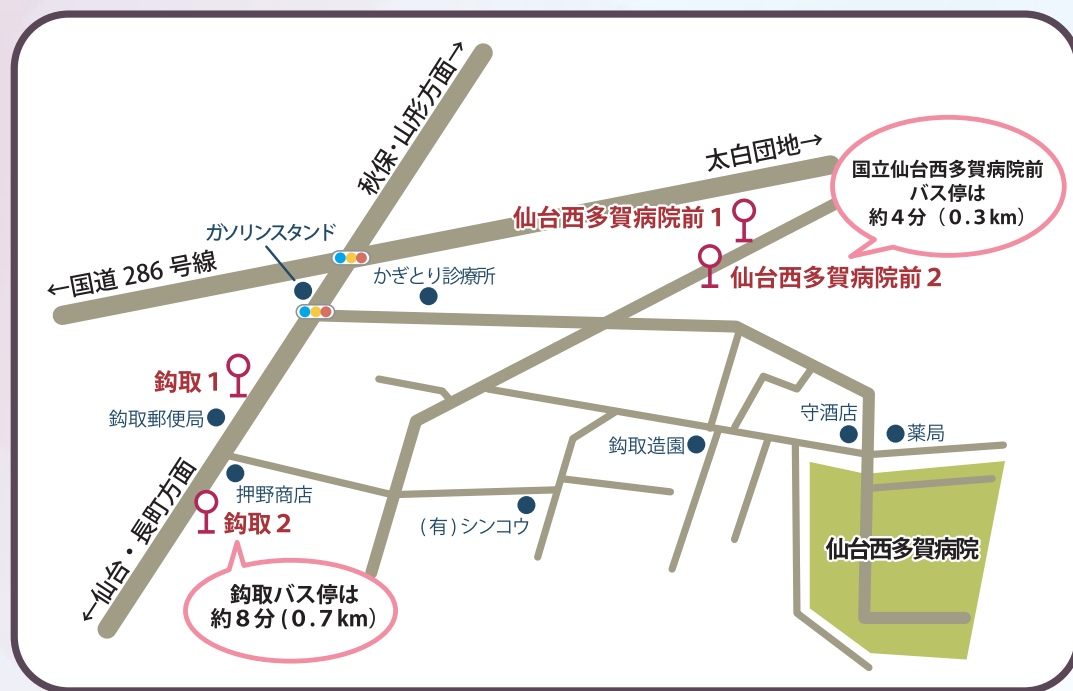 秋保・山形方面→
太白団地→
国立仙台西多賀病院前
バス停は
約4分（0.3km）
仙台西多賀病院前1
ガソリンスタンド
←国道286号線
かぎとり診療所
仙台西多賀病院前2
鈎取1
鈎取郵便局
守酒店
薬局
鈎取造園
←仙台・長町方面
押野商店
鈎取2
(有)シンコウ
仙台西多賀病院
鈎取バス停は
約8分(0.7km)